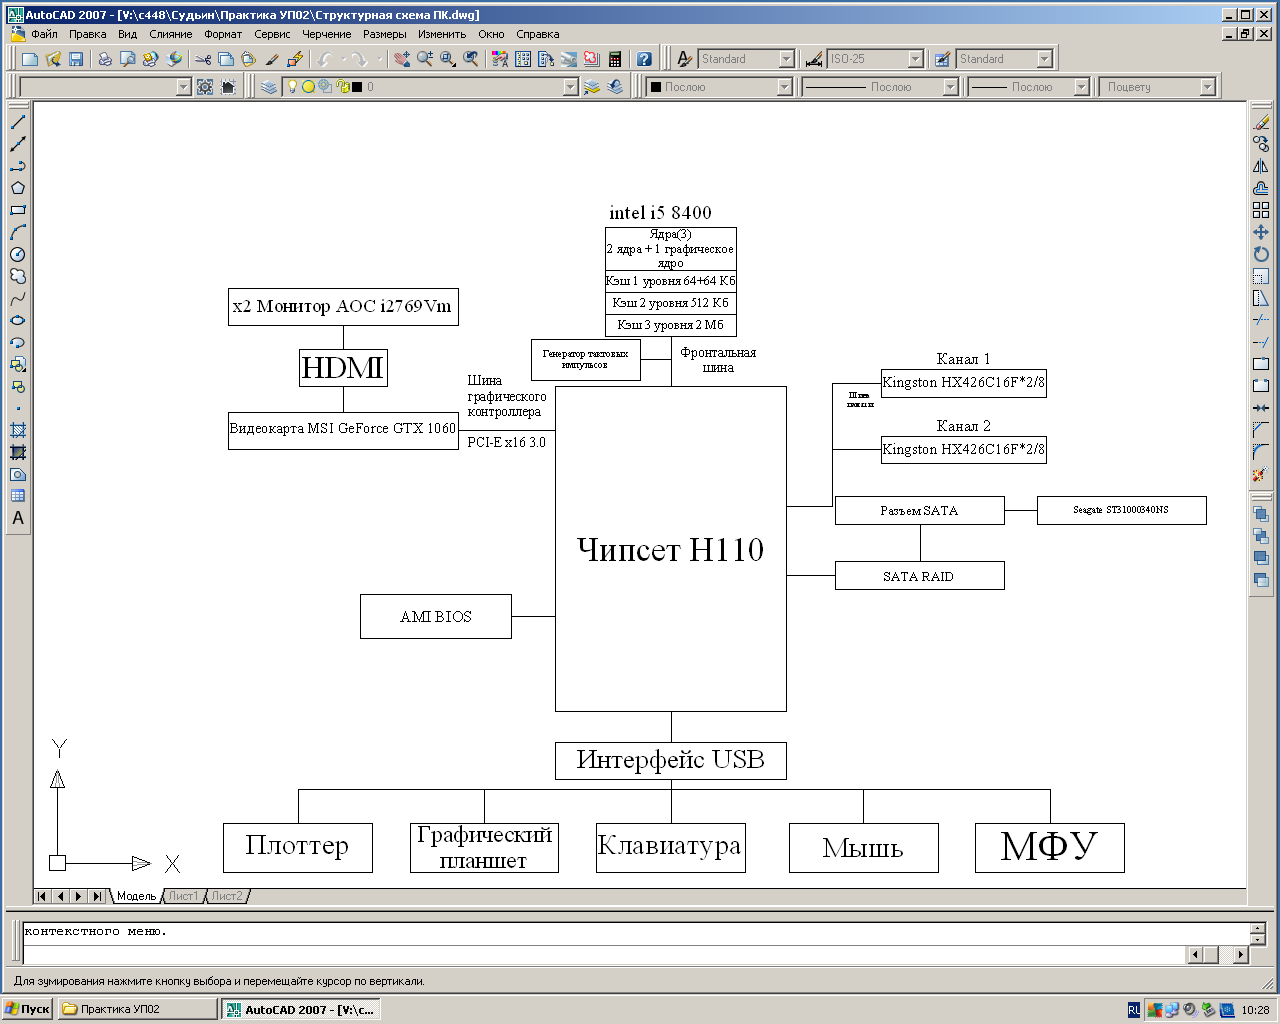 AutoCAD 2007 - [V:\c448\Судьин\Практика УП02\Структурная схема ПК.dwg]
Файл Правка Вид Слияние Формат Сервис Черчение Размеры Изменить Окно Справка
Standard ISO-25 Standard
0 Послою Послою Послою Поцвету
intel i5 8400
Ядра(3)
2 ядра + 1 графическое
ядро
Кэш 1 уровня 64+64 Кб
Кэш 2 уровня 512 Кб
Кэш 3 уровня 2 Мб
x2 Монитор AOC i2769Vm
HDMI
Видеокарта MSI GeForce GTX 1060
Шина
графического
контроллера
PCI-E x16 3.0
Генератор тактовых
импульсов
Фронтальная
шина
Канал 1
Kingston HX426C16F*2/8
Канал 2
Kingston HX426C16F*2/8
Разъем SATA
Seagate ST31000340NS
SATA RAID
Чипсет H110
AMI BIOS
Интерфейс USB
Плоттер
Графический
планшет
Клавиатура
Мышь
МФУ
Y
X
A
Модель Лист1 Лист2
контекстного меню.
Для зумирования нажмите кнопку выбора и перемещайте курсор по вертикали.
Пуск Практика УП02 AutoCAD 2007 - [V:\c... RL 10:28